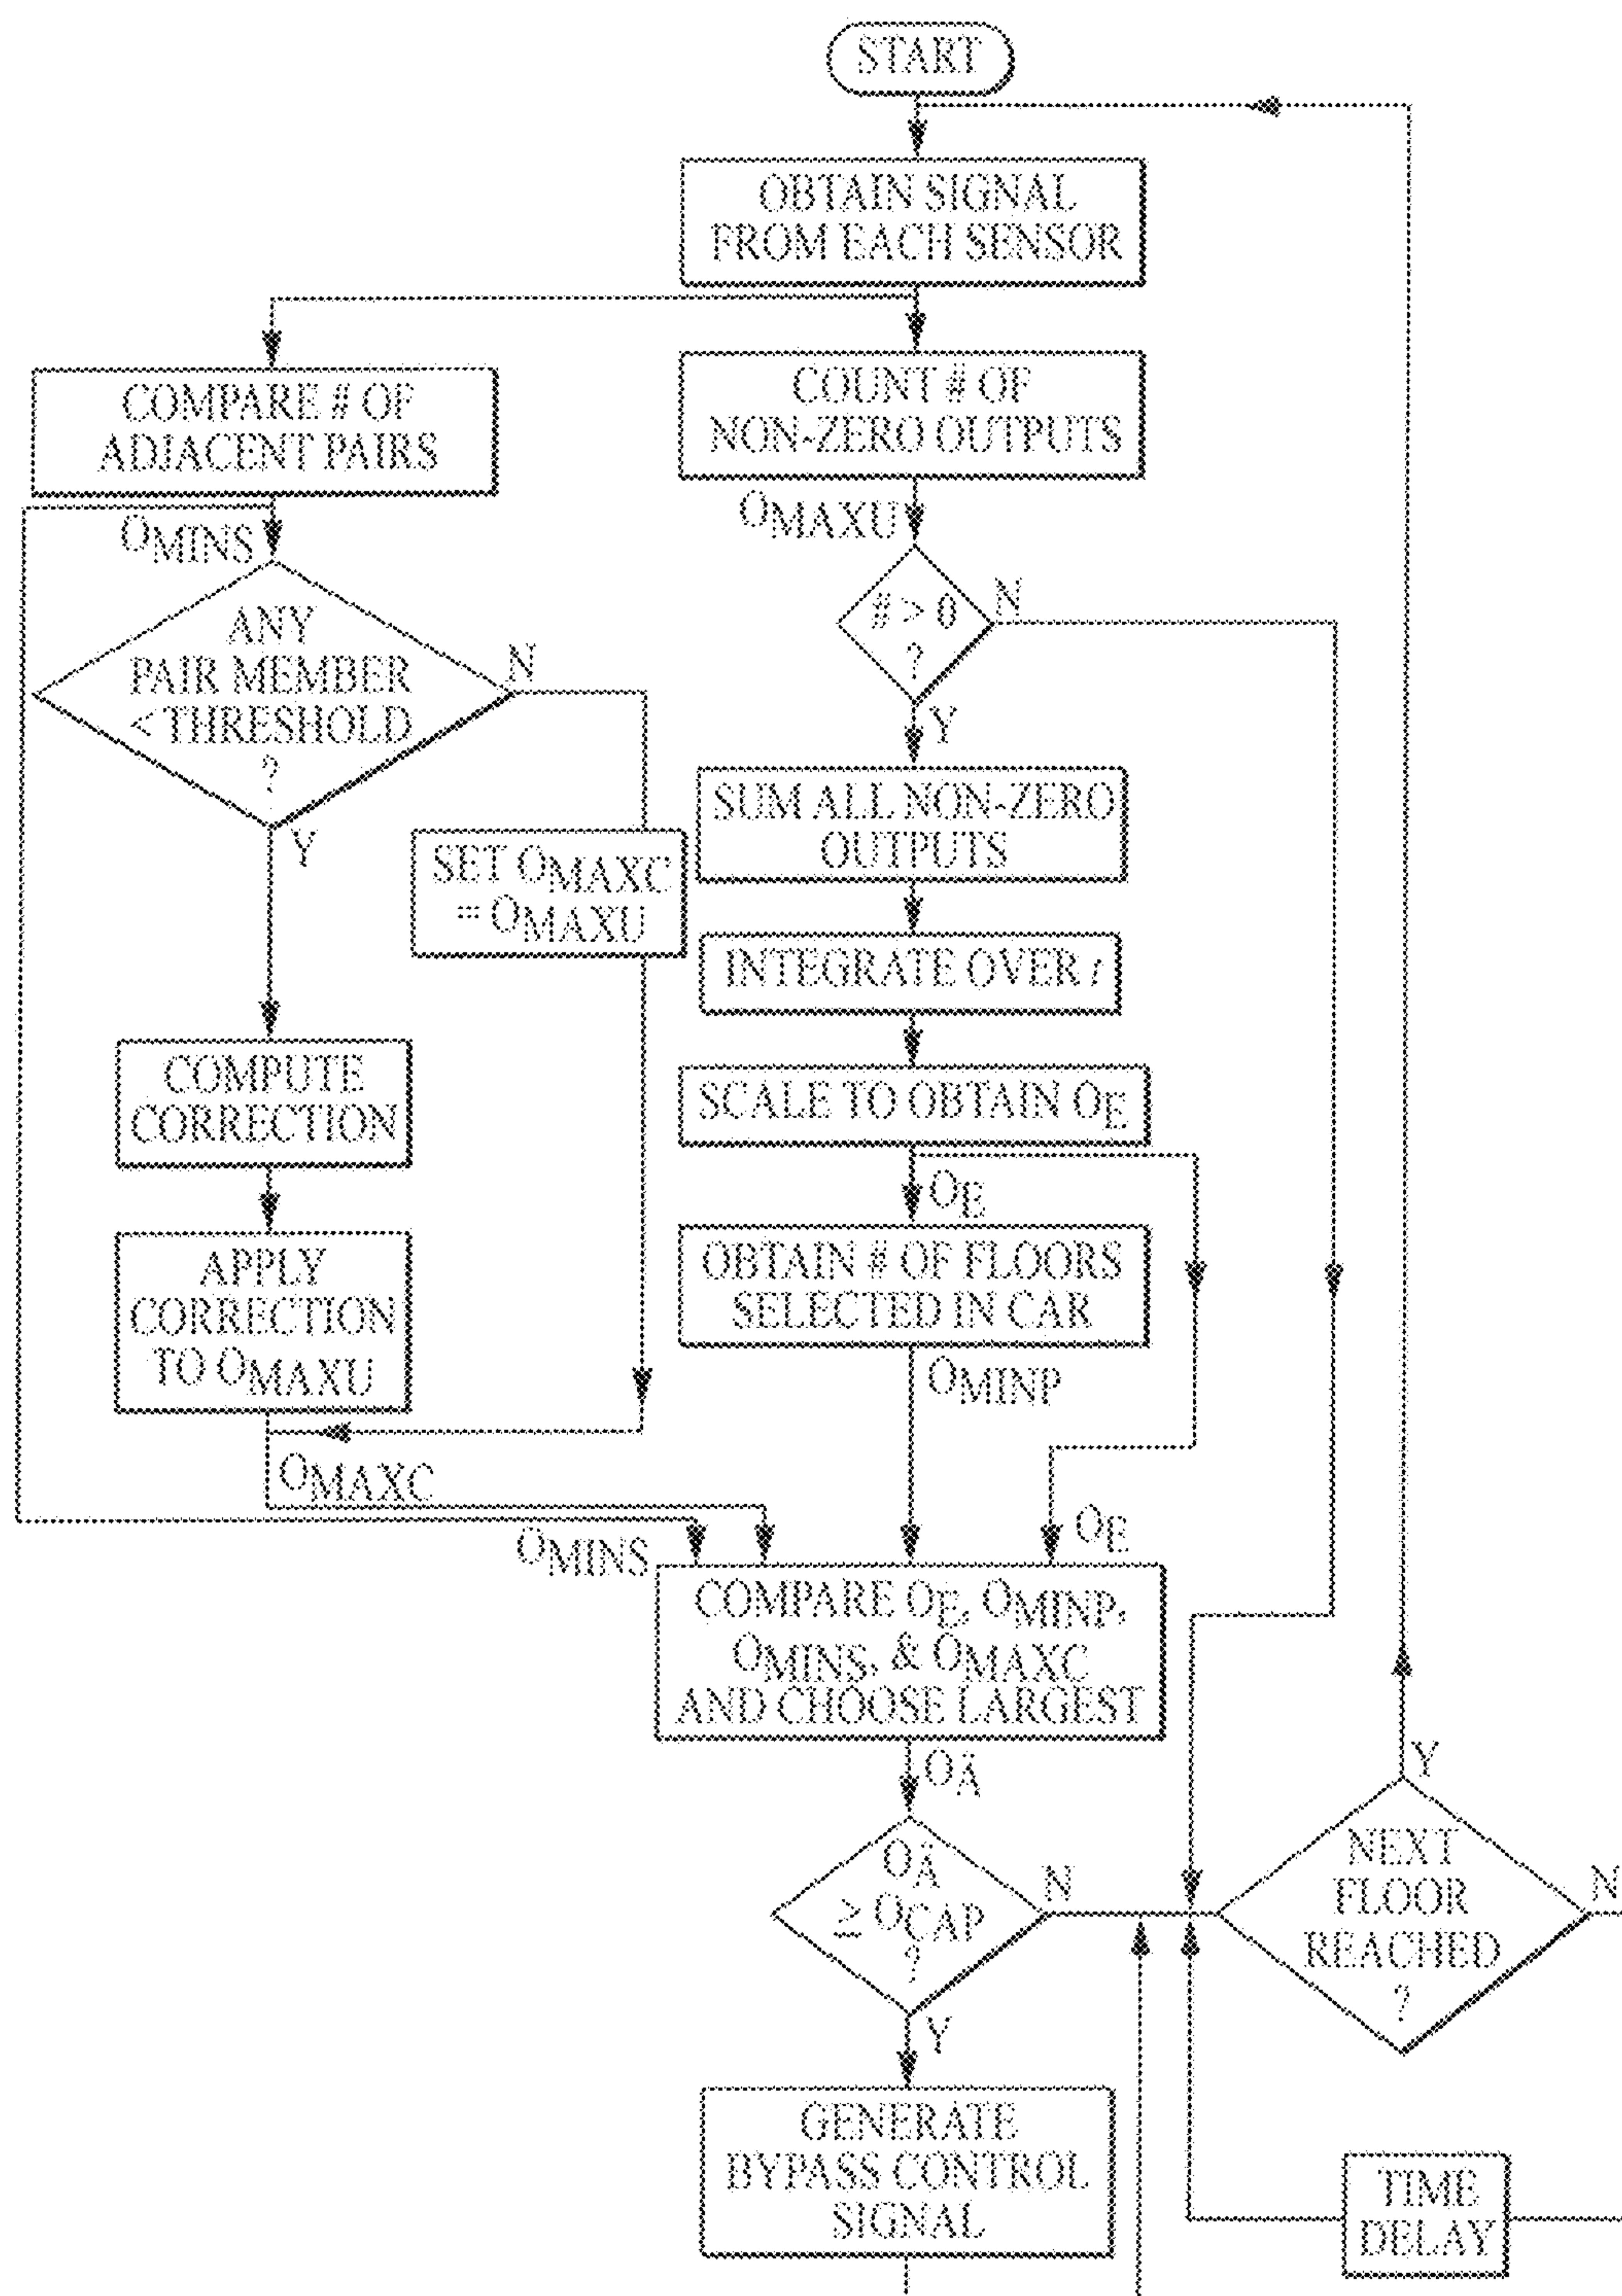 START
OBTAIN SIGNAL
FROM EACH SENSOR
COMPARE # OF
ADJACENT PAIRS
COUNT # OF
NON-ZERO OUTPUTS
OMINS
OMAXU
ANY
PAIR MEMBER
< THRESHOLD
?
N
Y
# > 0
?
N
Y
SET OMAXC
= OMAXU
SUM ALL NON-ZERO
OUTPUTS
INTEGRATE OVER t
COMPUTE
CORRECTION
SCALE TO OBTAIN OE
OE
APPLY
CORRECTION
TO OMAXU
OBTAIN # OF FLOORS
SELECTED IN CAR
OMINP
OMAXC
OMINS
OE
COMPARE OE, OMINP,
OMINS, & OMAXC
AND CHOOSE LARGEST
OÄ
OÄ
≥ OCAP
?
N
Y
NEXT
FLOOR
REACHED
?
Y
N
GENERATE
BYPASS CONTROL
SIGNAL
TIME
DELAY